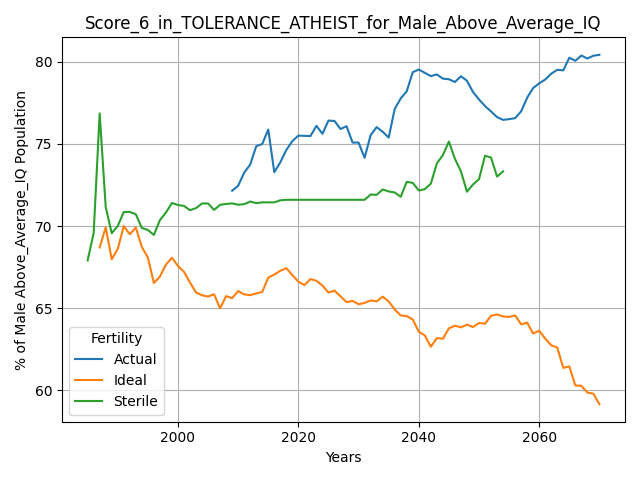 Score_6_in_TOLERANCE_ATHEIST_for_Male_Above_Average_IQ
% of Male Above_Average_IQ Population
80
75
70
65
60
Fertility
Actual
Ideal
Sterile
2000 2020 2040 2060
Years